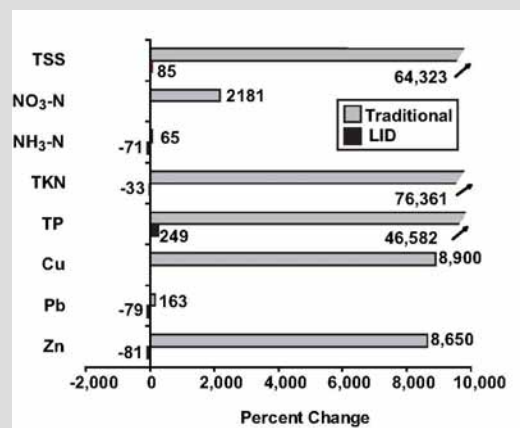 TSS
85
64,323
NO₃-N
2181
Traditional
LID
NH₃-N
65
-71
TKN
-33
76,361
TP
249
46,582
Cu
8,900
Pb
163
-79
Zn
8,650
-81
-2,000 0 2,000 4,000 6,000 8,000 10,000
Percent Change